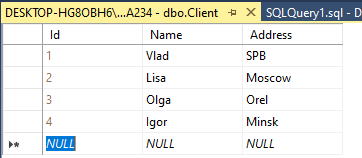 DESKTOP-HG8OBH6\...A234 - dbo.Client SQLQuery1.sql - D
Id Name Address
1 Vlad SPB
2 Lisa Moscow
3 Olga Orel
4 Igor Minsk
NULL NULL NULL